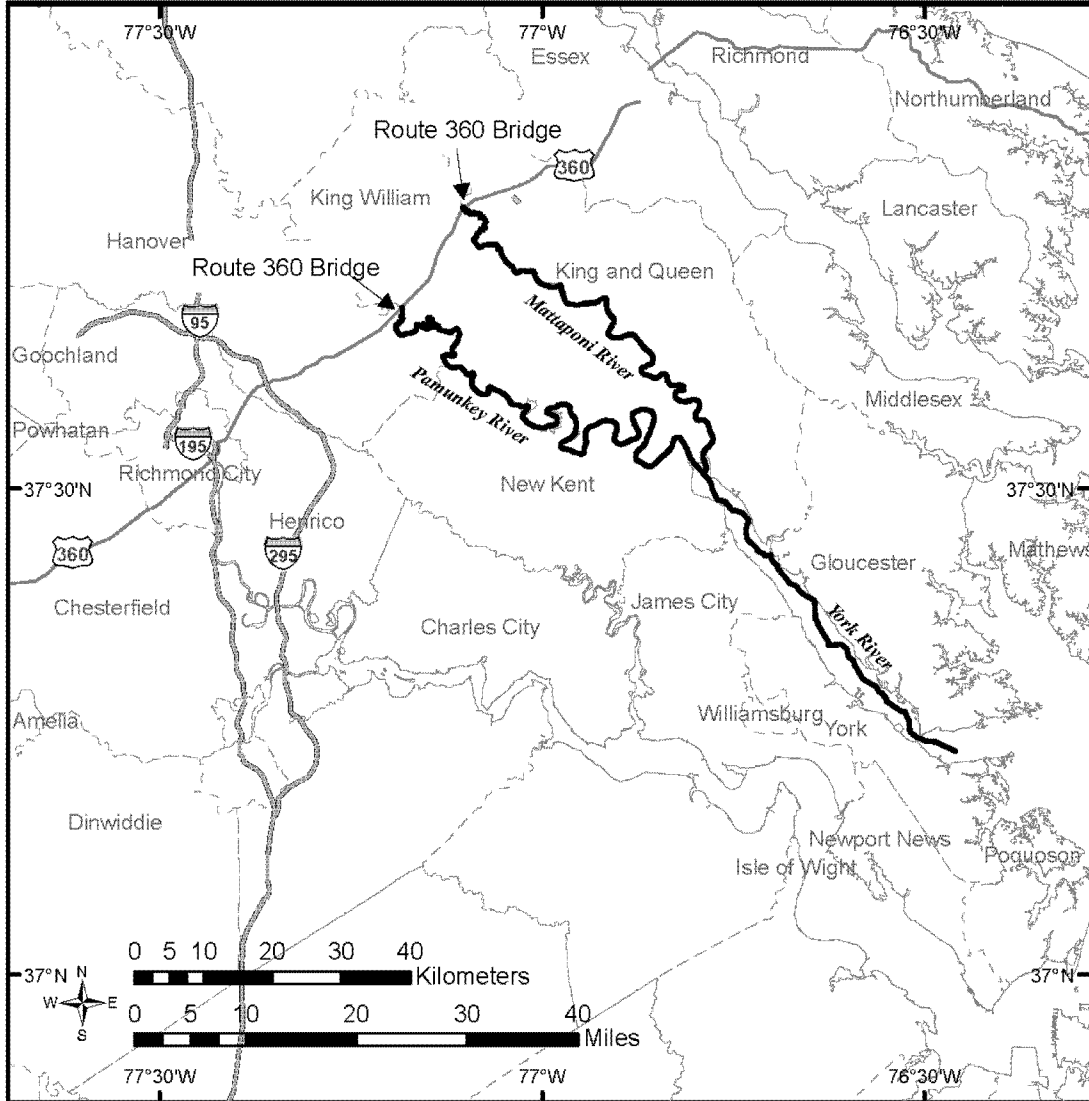 77°30'W
77°W
76°30'W
Essex
Richmond
Northumberland
Route 360 Bridge
360
King William
Lancaster
Hanover
Route 360 Bridge
King and Queen
Mattaponi River
95
Goochland
Pamunkey River
Middlesex
Powhatan
195
Richmond City
New Kent
37°30'N
37°30'N
Henrico
360
295
Gloucester
Mathews
Chesterfield
James City
Charles City
York River
Williamsburg
York
Amelia
Dinwiddie
Newport News
Poquoson
Isle of Wight
0 5 10 20 30 40
Kilometers
37°N
37°N
N
W E
S
0 5 10 20 30 40
Miles
77°30'W
77°W
76°30'W